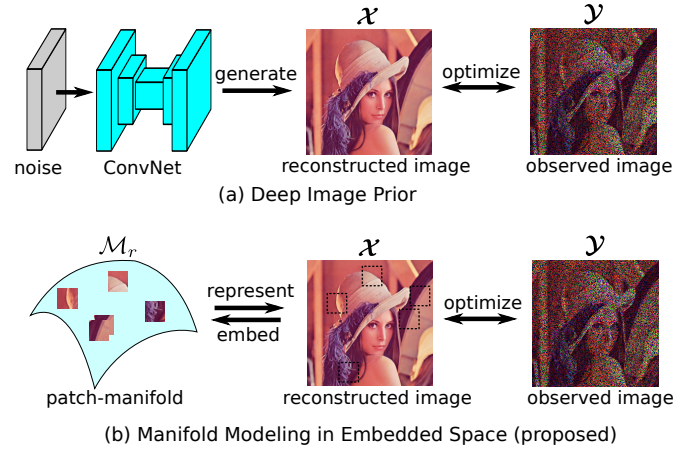 𝓧 𝓨
generate optimize
noise ConvNet reconstructed image observed image
(a) Deep Image Prior
ℳᵣ 𝓧 𝓨
represent optimize
embed
patch-manifold reconstructed image observed image
(b) Manifold Modeling in Embedded Space (proposed)